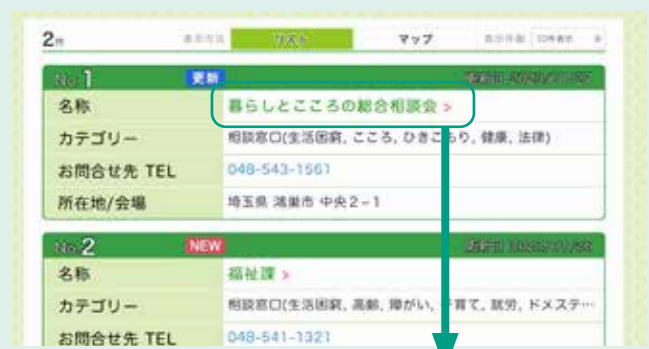 2件
表示方法 リスト マップ 表示件数 10件表示
No.1 更新
名称 暮らしとこころの総合相談会 >
カテゴリー 相談窓口(生活困窮, こころ, ひきこもり, 健康, 法律)
お問合せ先 TEL 048-543-1561
所在地/会場 埼玉県 鴻巣市 中央2-1
No.2 NEW
名称 福祉課 >
カテゴリー 相談窓口(生活困窮, 高齢, 障がい, 子育て, 就労, ドメステ…
お問合せ先 TEL 048-541-1321